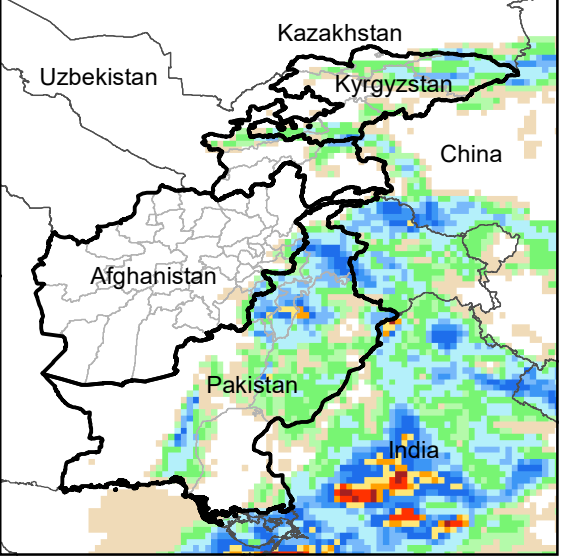 Kazakhstan
Uzbekistan
Kyrgyzstan
China
Afghanistan
Pakistan
India